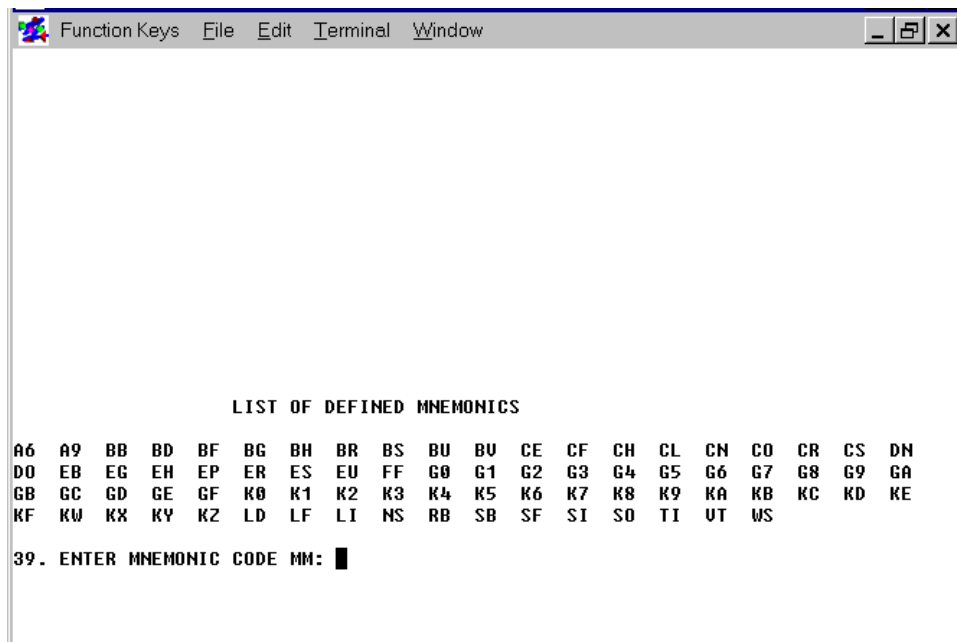 Function Keys File Edit Terminal Window
LIST OF DEFINED MNEMONICS
A6 A9 BB BD BF BG BH BR BS BU BV CE CF CH CL CN CO CR CS DN
DO EB EG EH EP ER ES EU FF G0 G1 G2 G3 G4 G5 G6 G7 G8 G9 GA
GB GC GD GE GF K0 K1 K2 K3 K4 K5 K6 K7 K8 K9 KA KB KC KD KE
KF KW KX KY KZ LD LF LI NS RB SB SF SI SO TI VT WS
39. ENTER MNEMONIC CODE MM: